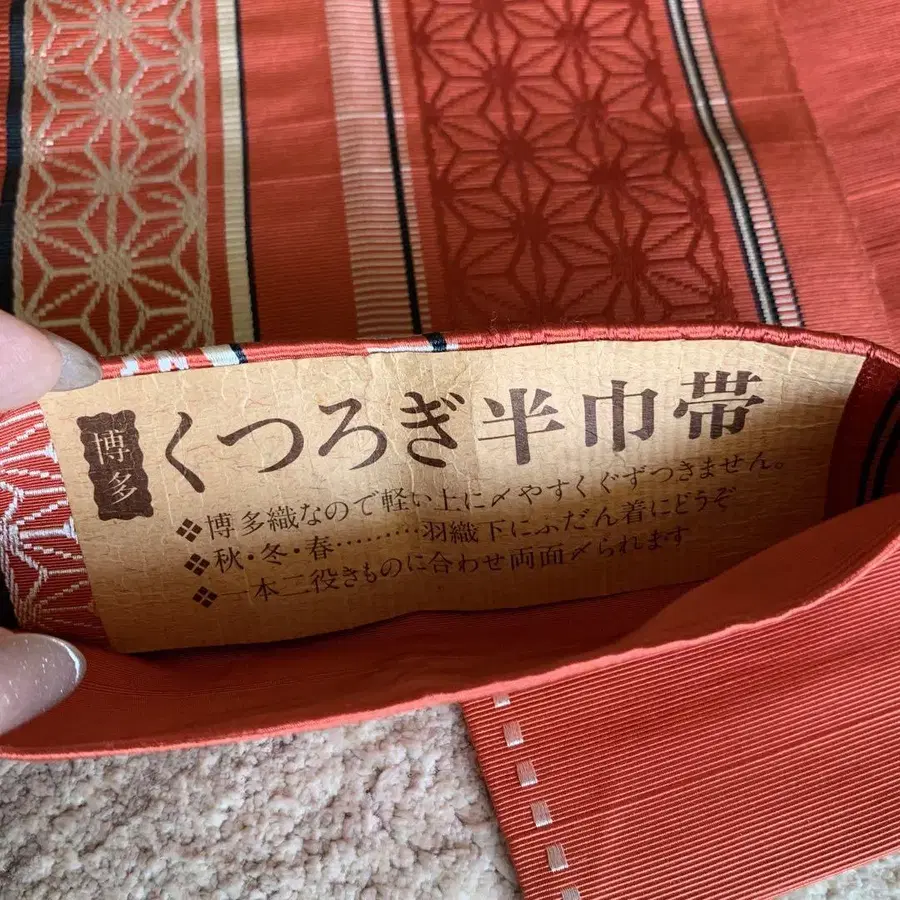 博多
くつろぎ半巾帯
❖博多織なので軽い上に〆やすくぐずつきません。
❖秋・冬・春………羽織下にふだん着にどうぞ
❖一本二役きものに合わせ両面〆られます